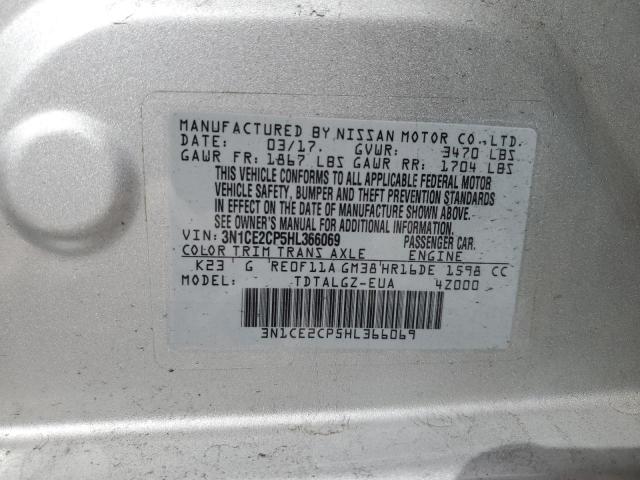 MANUFACTURED BY NISSAN MOTOR CO.,LTD.
DATE: 03/17. GVWR: 3470 LBS
GAWR FR: 1867 LBS GAWR RR: 1704 LBS
THIS VEHICLE CONFORMS TO ALL APPLICABLE FEDERAL MOTOR
VEHICLE SAFETY, BUMPER AND THEFT PREVENTION STANDARDS
IN EFFECT ON THE DATE OF MANUFACTURE SHOWN ABOVE.
SEE OWNER'S MANUAL FOR ADDITIONAL INFORMATION.
VIN: 3N1CE2CP5HL366069 PASSENGER CAR.
COLOR TRIM TRANS AXLE ENGINE
K23 G RE0F11A GM38 HR16DE 1598 CC
MODEL: TDTALGZ-EUA 4Z000
3N1CE2CP5HL366069